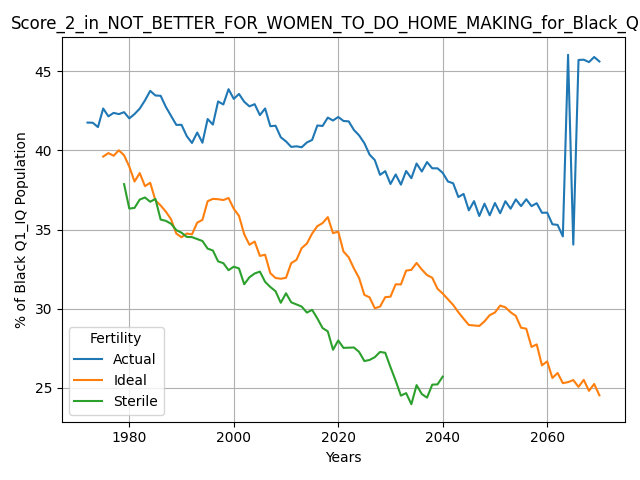 Score_2_in_NOT_BETTER_FOR_WOMEN_TO_DO_HOME_MAKING_for_Black_Q
% of Black Q1_IQ Population
45
40
35
30
25
Fertility
Actual
Ideal
Sterile
1980 2000 2020 2040 2060
Years